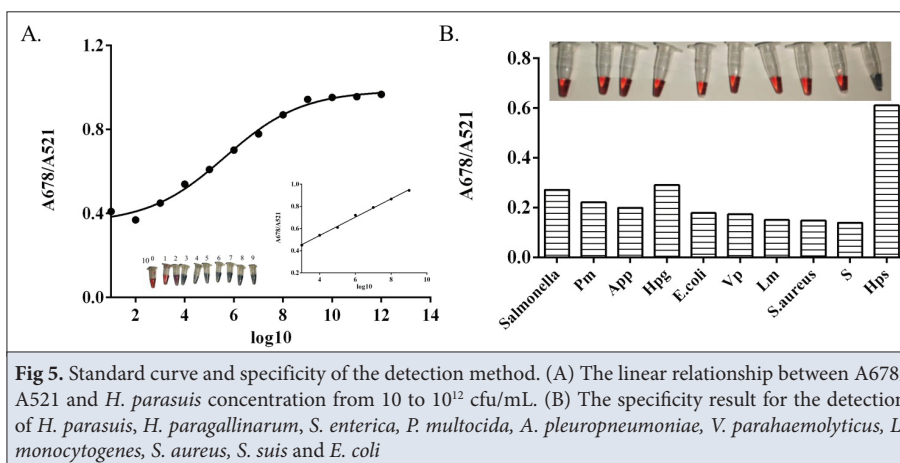 A.
1.2
0.8
0.4
0.0
A678/A521
2 4 6 8 10 12 14
log10
10 0 1 2 3 4 5 6 7 8 9
1.0
0.8
0.6
0.4
0.2
A678/A521
4 6 8 10
log10
B.
0.8
0.6
0.4
0.2
0.0
A678/A521
Salmonella Pm App Hpg E.coli Vp Lm S.aureus S Hps
Fig 5. Standard curve and specificity of the detection method. (A) The linear relationship between A678
A521 and H. parasuis concentration from 10 to 10¹² cfu/mL. (B) The specificity result for the detection
of H. parasuis, H. paragallinarum, S. enterica, P. multocida, A. pleuropneumoniae, V. parahaemolyticus, L
monocytogenes, S. aureus, S. suis and E. coli